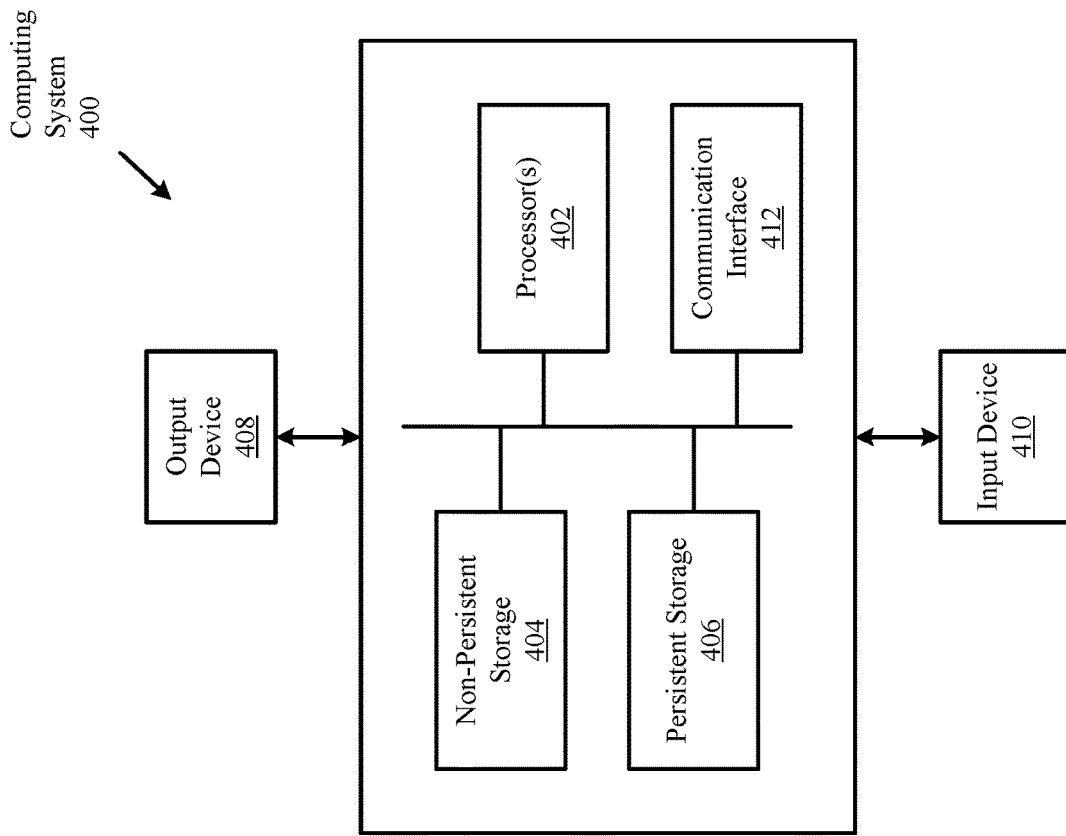 Computing
System
400
Output
Device
408
Non-Persistent
Storage
404
Processor(s)
402
Persistent Storage
406
Communication
Interface
412
Input Device
410